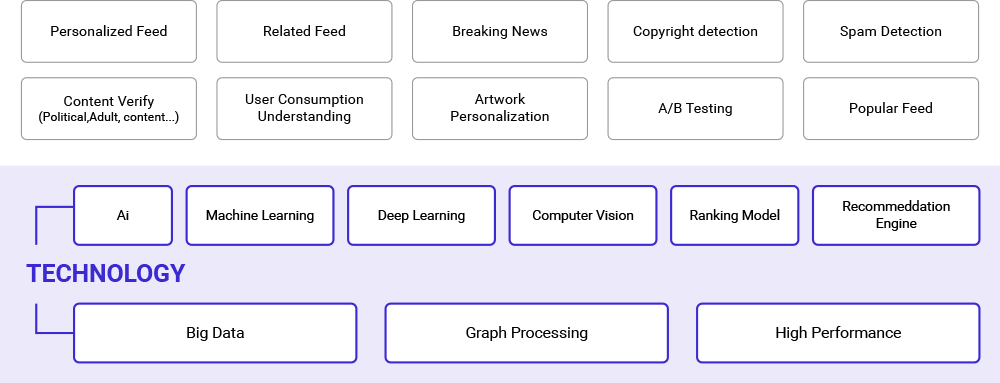 Personalized Feed
Related Feed
Breaking News
Copyright detection
Spam Detection
Content Verify
(Political,Adult, content...)
User Consumption
Understanding
Artwork
Personalization
A/B Testing
Popular Feed
Ai
Machine Learning
Deep Learning
Computer Vision
Ranking Model
Recommeddation
Engine
TECHNOLOGY
Big Data
Graph Processing
High Performance